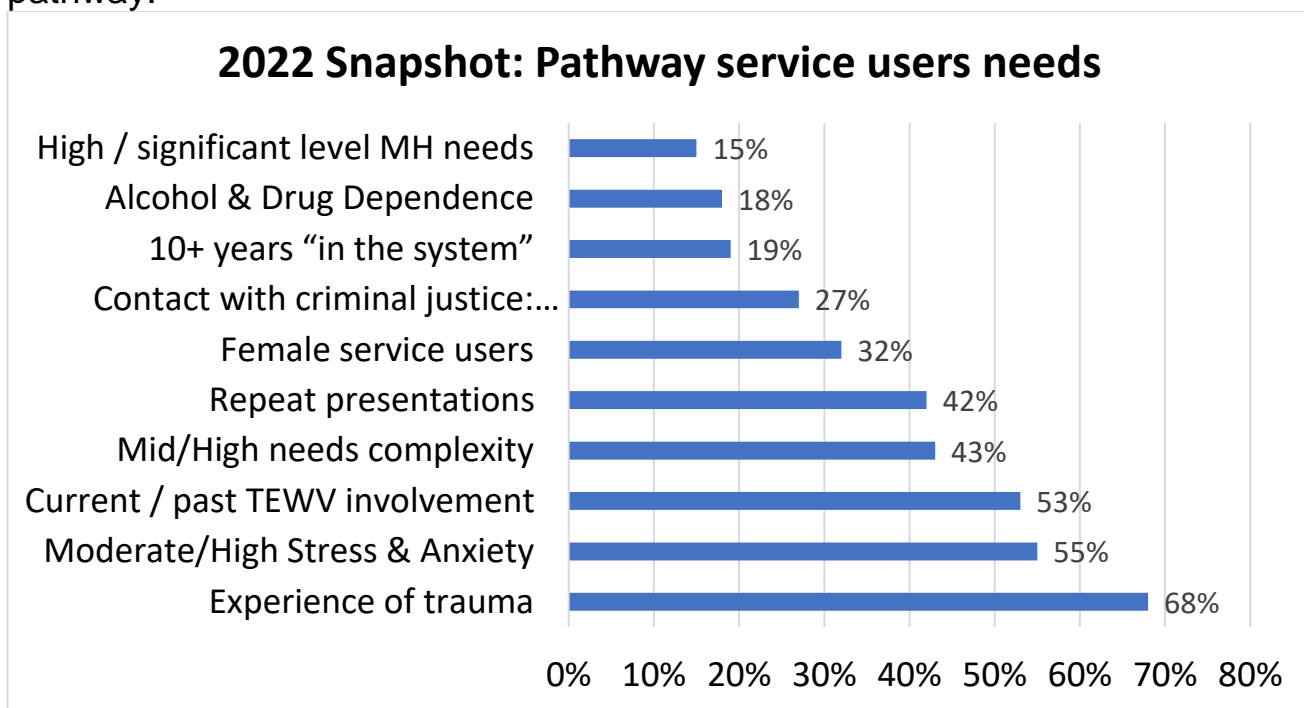 pathway.
2022 Snapshot: Pathway service users needs
High / significant level MH needs 15%
Alcohol & Drug Dependence 18%
10+ years “in the system” 19%
Contact with criminal justice:... 27%
Female service users 32%
Repeat presentations 42%
Mid/High needs complexity 43%
Current / past TEWV involvement 53%
Moderate/High Stress & Anxiety 55%
Experience of trauma 68%
0% 10% 20% 30% 40% 50% 60% 70% 80%